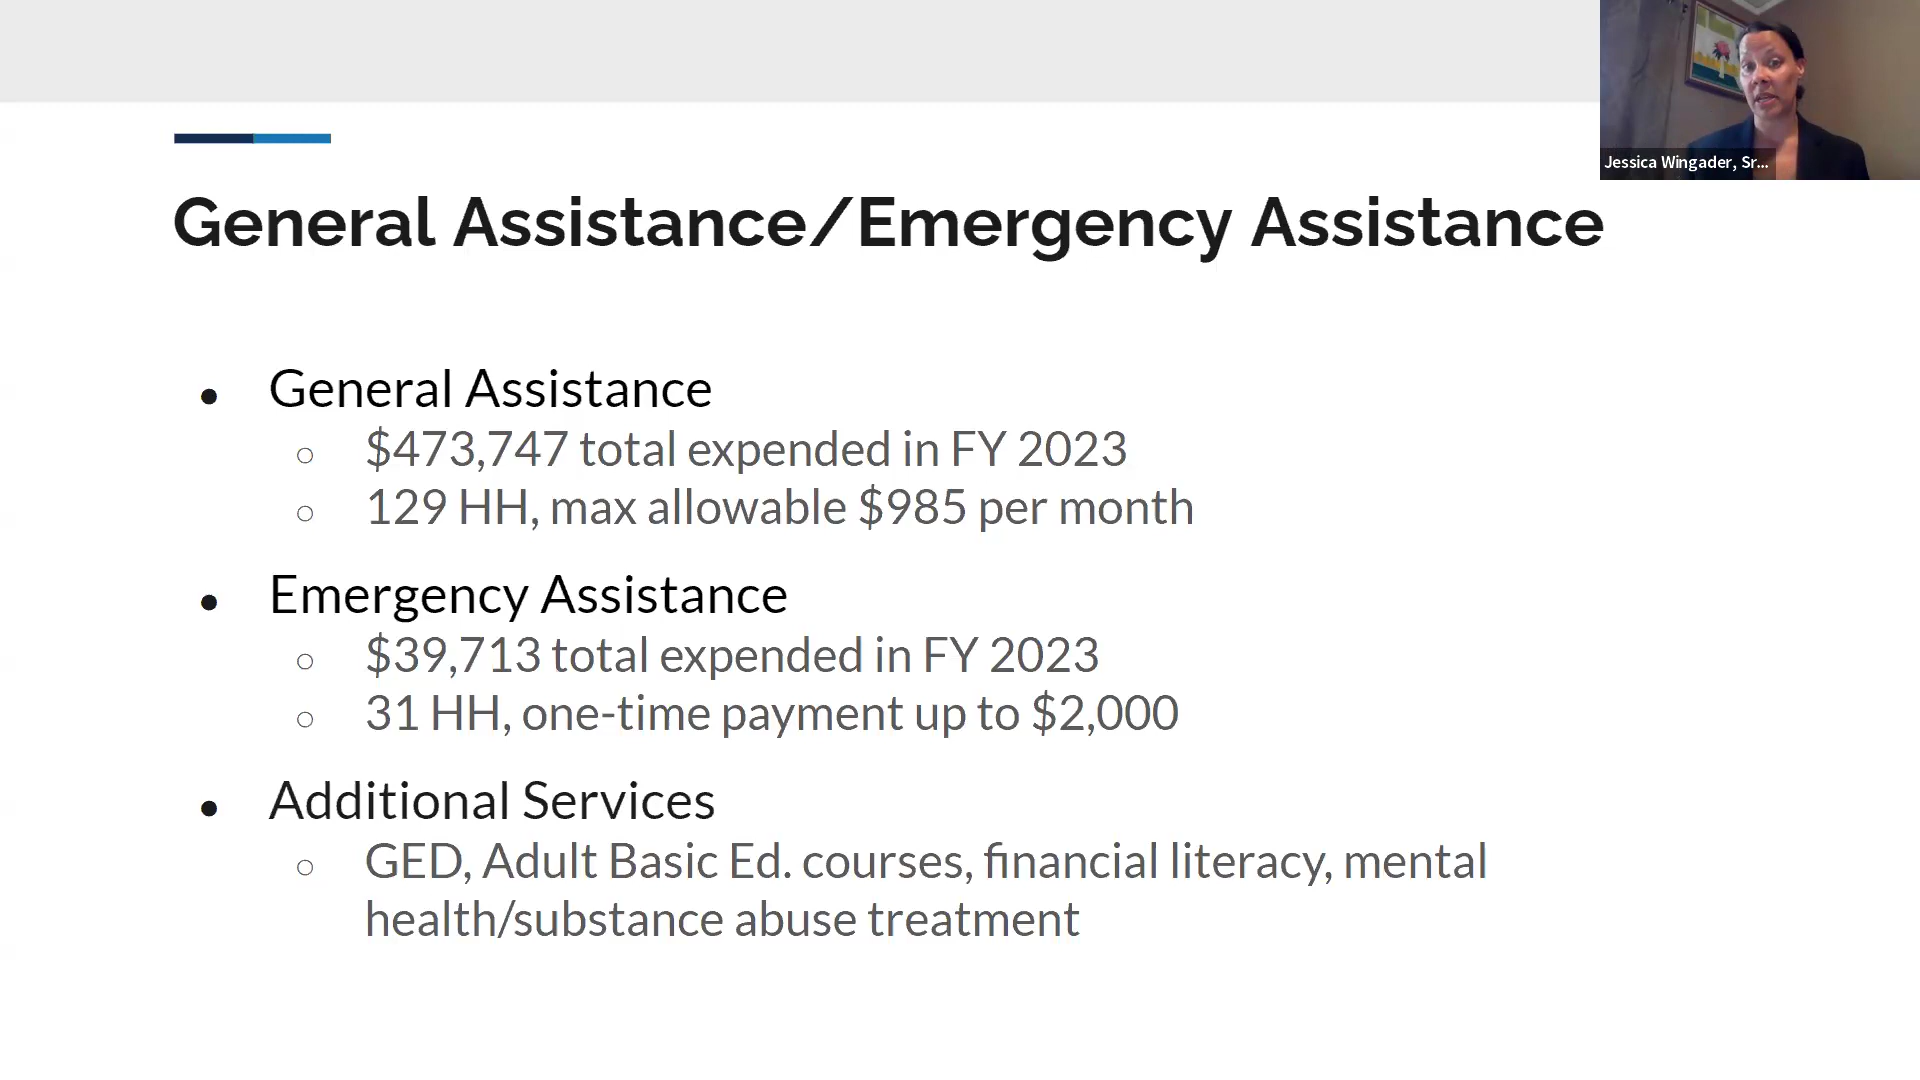 Jessica Wingader, Sr...
General Assistance/Emergency Assistance
● General Assistance
○ $473,747 total expended in FY 2023
○ 129 HH, max allowable $985 per month
● Emergency Assistance
○ $39,713 total expended in FY 2023
○ 31 HH, one-time payment up to $2,000
● Additional Services
○ GED, Adult Basic Ed. courses, financial literacy, mental
health/substance abuse treatment